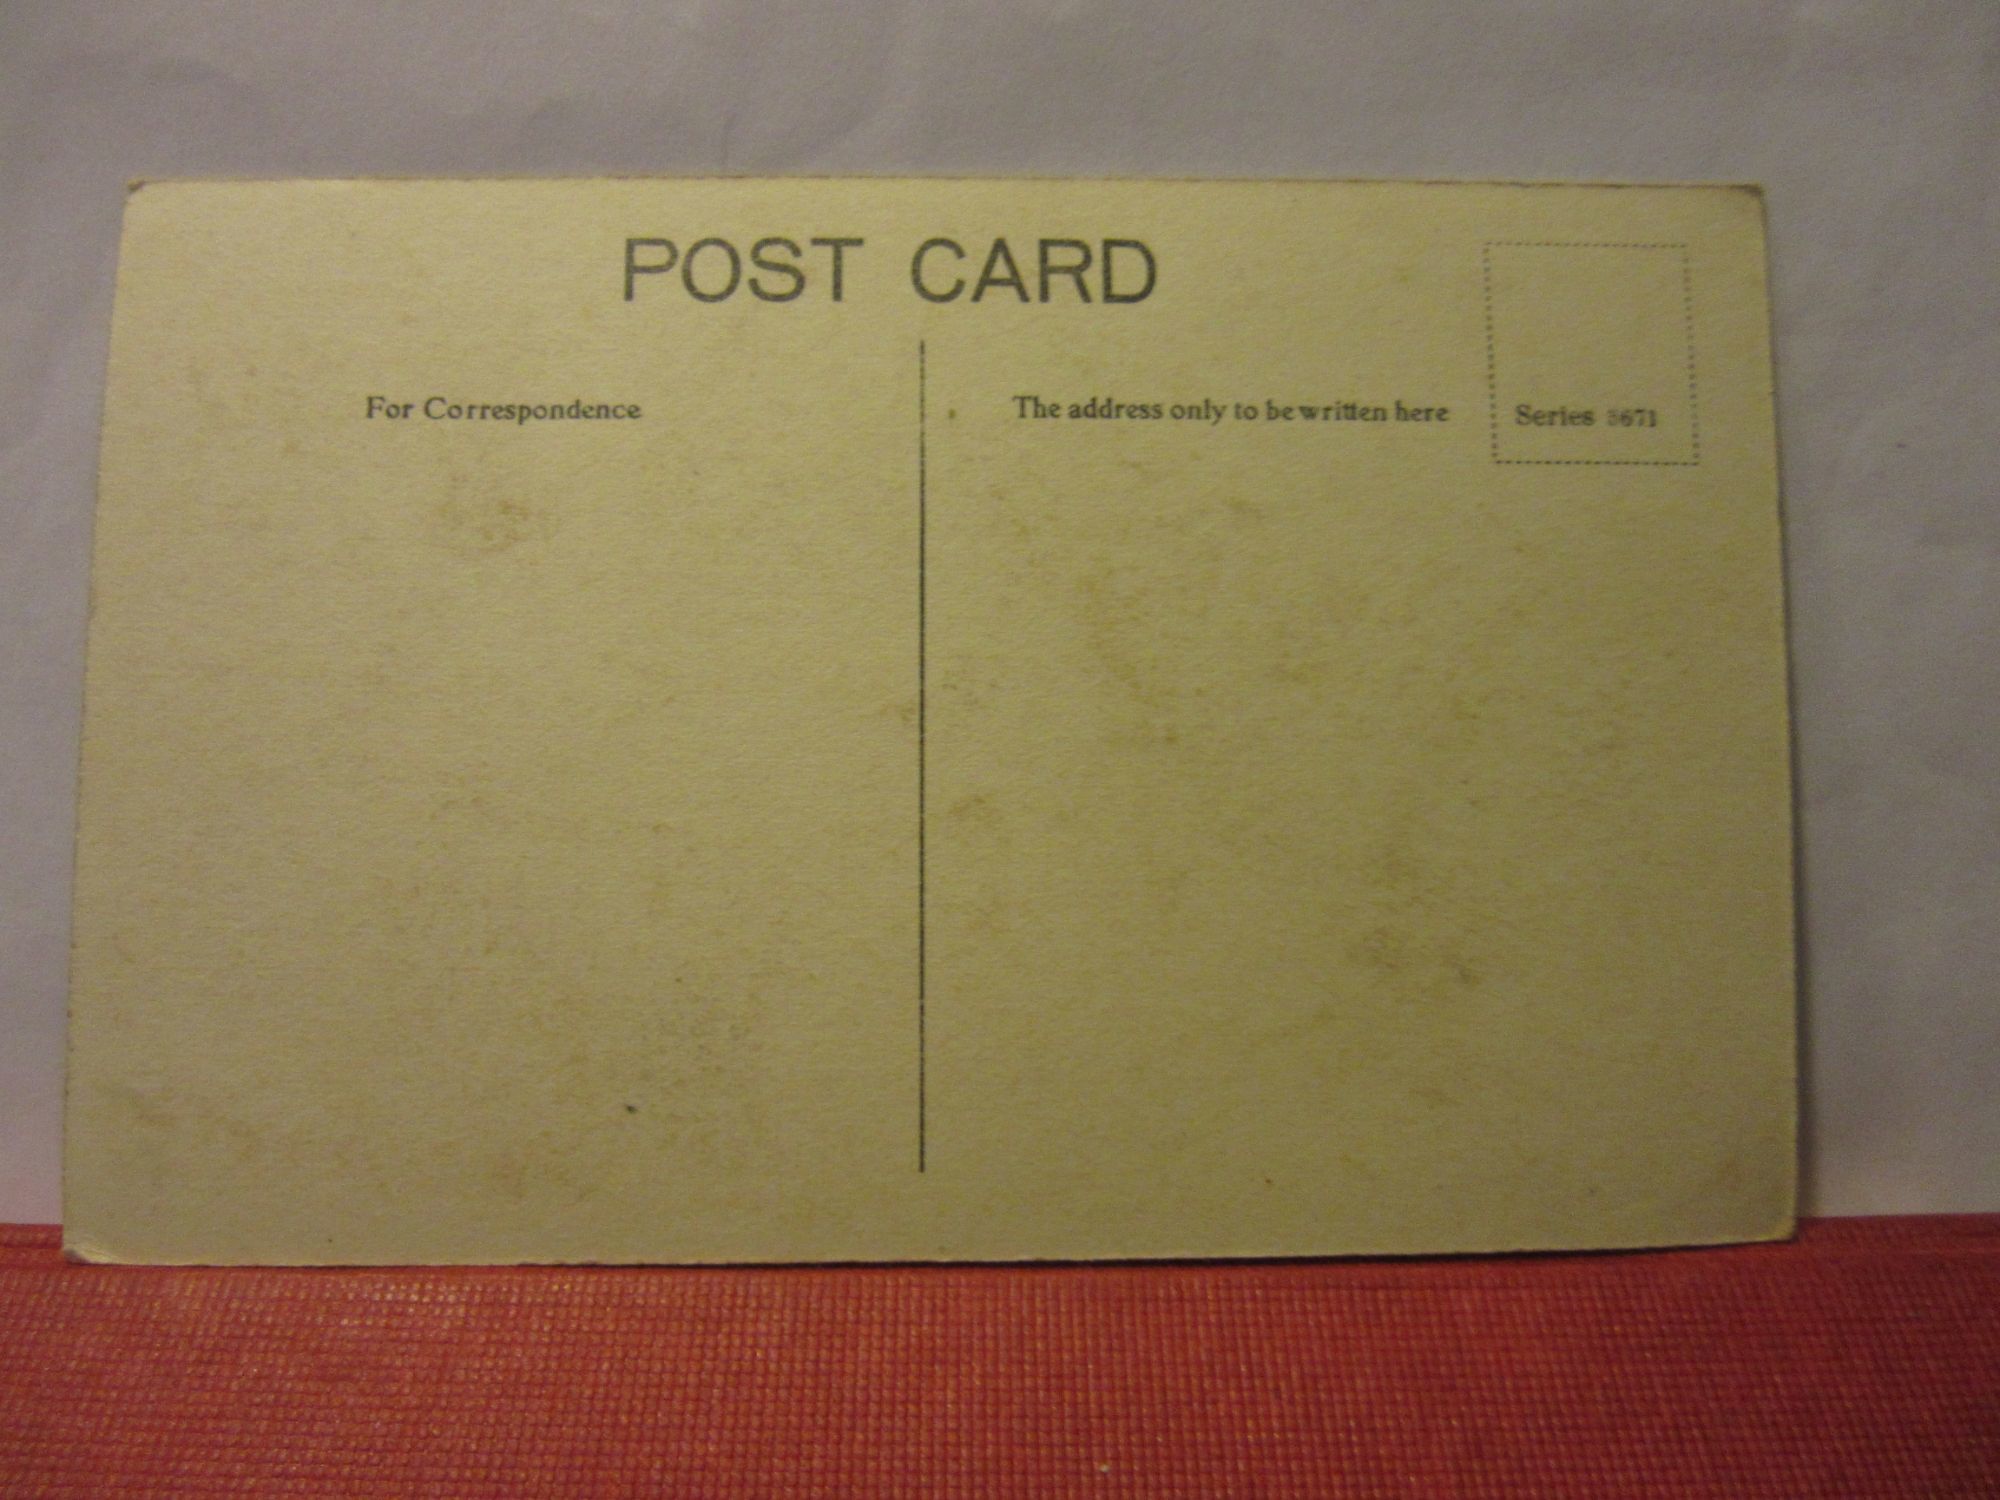 POST CARD
For Correspondence
The address only to be written here
Series